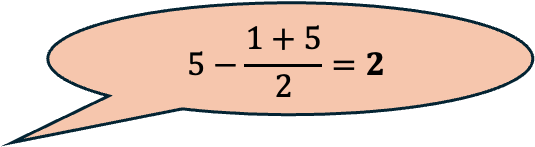 5 − (1 + 5)/2 = 2